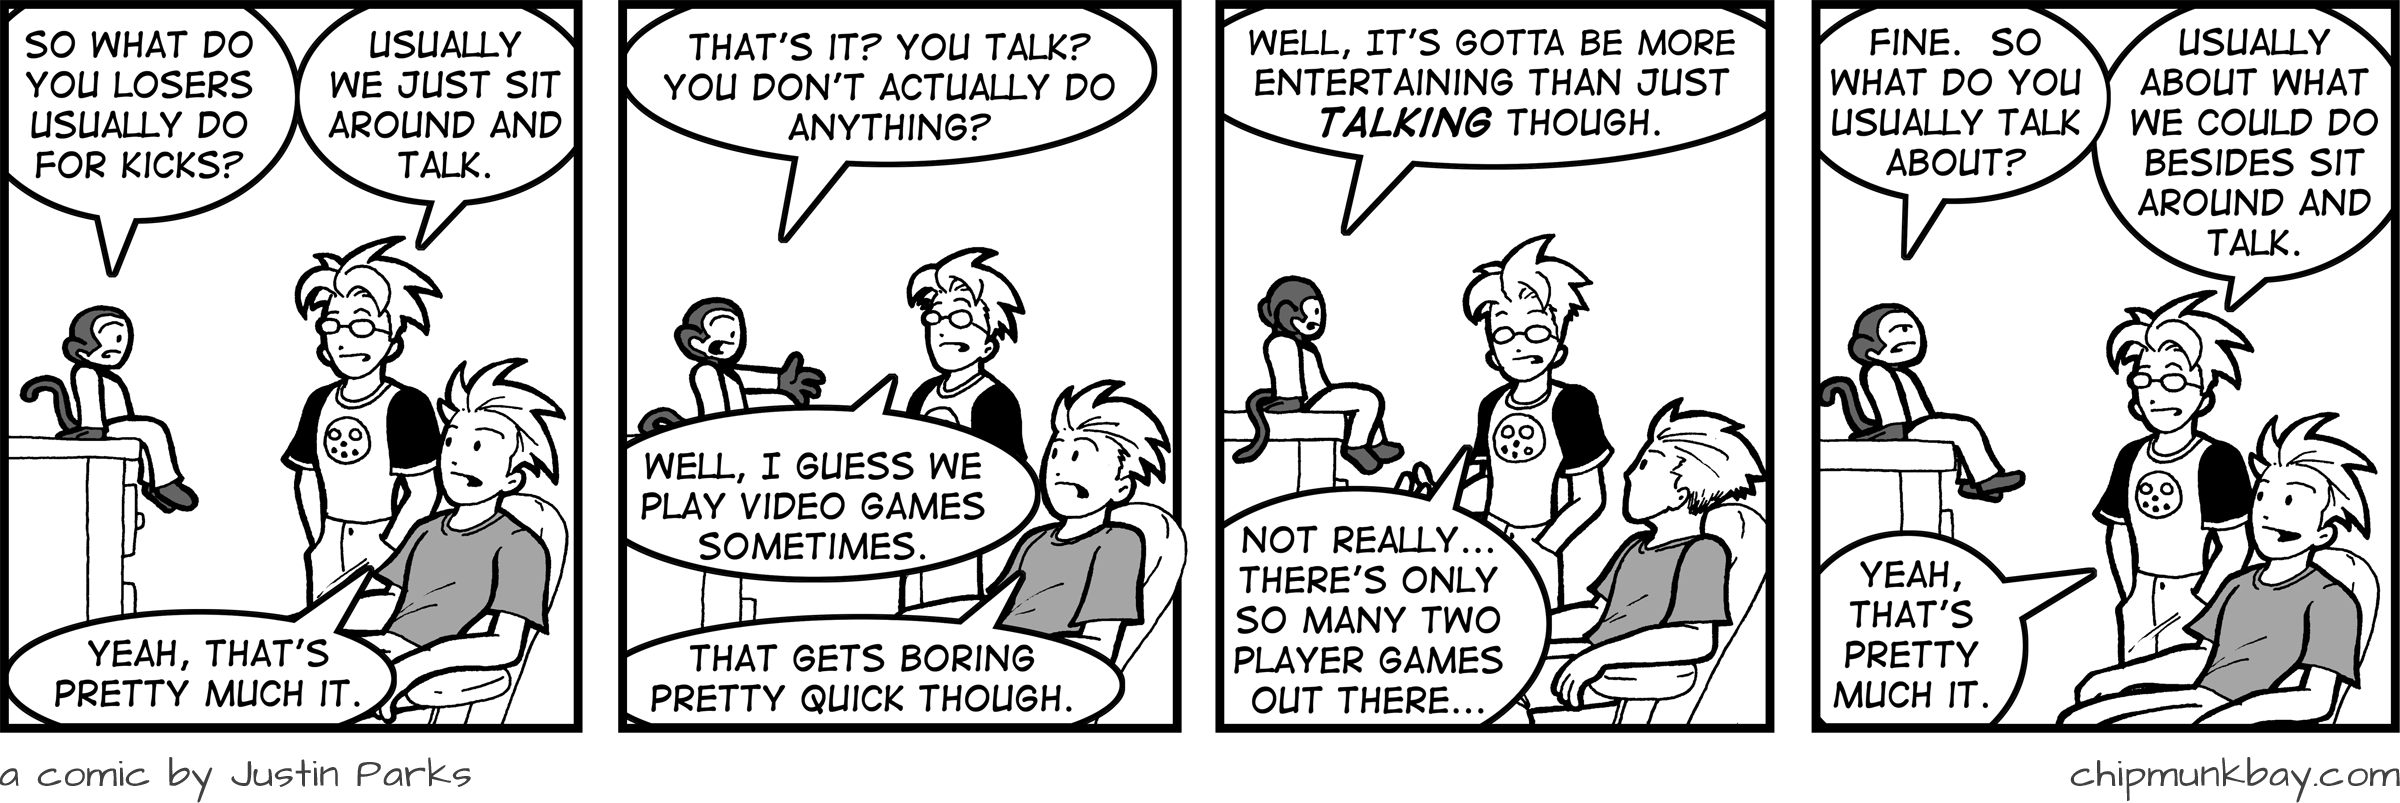 SO WHAT DO
YOU LOSERS
USUALLY DO
FOR KICKS?
USUALLY
WE JUST SIT
AROUND AND
TALK.
YEAH, THAT'S
PRETTY MUCH IT.
THAT'S IT? YOU TALK?
YOU DON'T ACTUALLY DO
ANYTHING?
WELL, I GUESS WE
PLAY VIDEO GAMES
SOMETIMES.
THAT GETS BORING
PRETTY QUICK THOUGH.
WELL, IT'S GOTTA BE MORE
ENTERTAINING THAN JUST
TALKING THOUGH.
NOT REALLY...
THERE'S ONLY
SO MANY TWO
PLAYER GAMES
OUT THERE...
FINE. SO
WHAT DO YOU
USUALLY TALK
ABOUT?
USUALLY
ABOUT WHAT
WE COULD DO
BESIDES SIT
AROUND AND
TALK.
YEAH,
THAT'S
PRETTY
MUCH IT.
a comic by Justin Parks
chipmunkbay.com